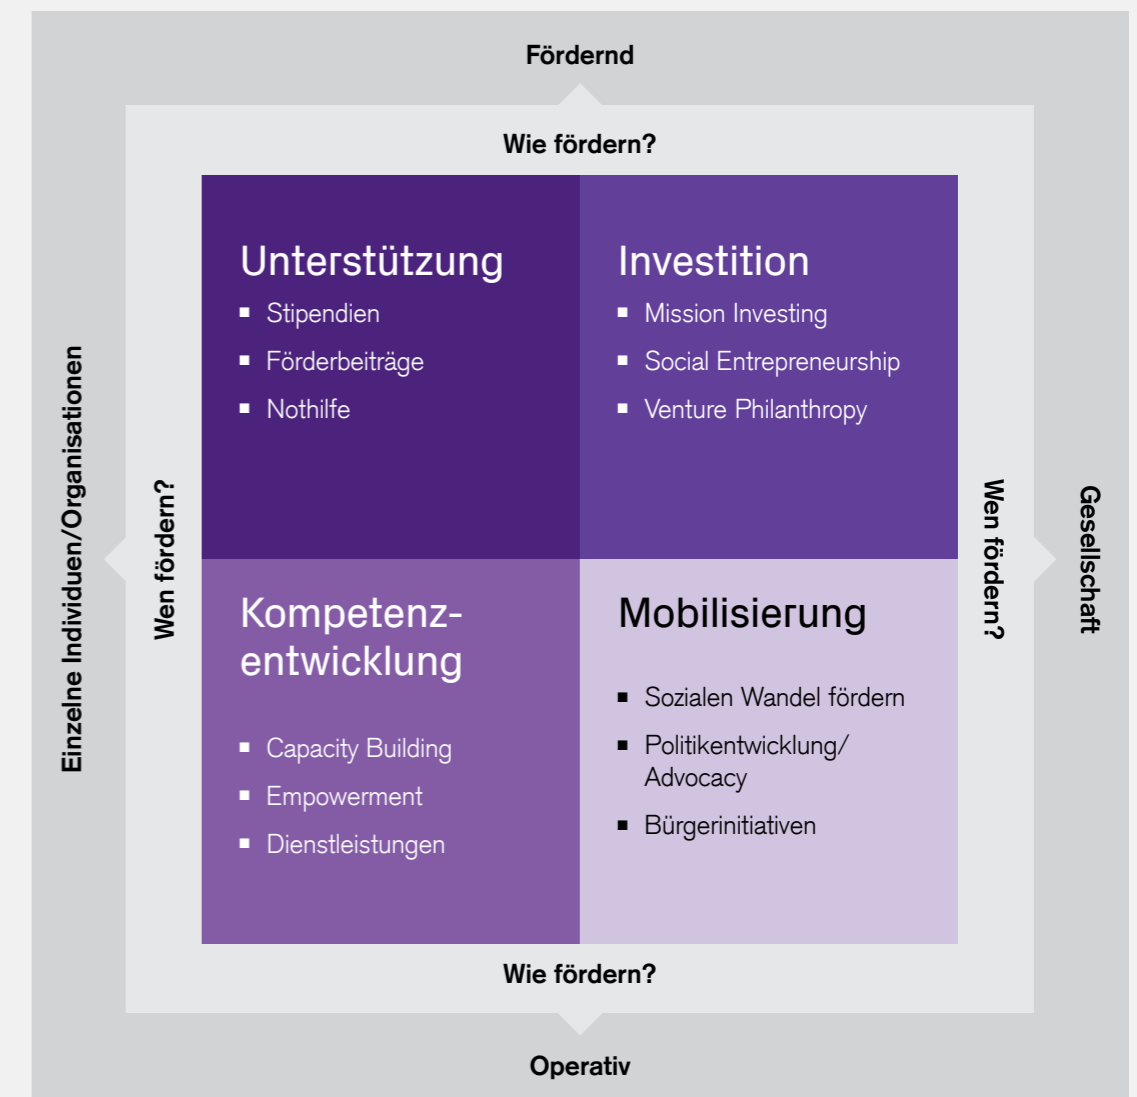 Fördernd
Wie fördern?
Einzelne Individuen/Organisationen
Wen fördern?
Unterstützung
▪ Stipendien
▪ Förderbeiträge
▪ Nothilfe
Investition
▪ Mission Investing
▪ Social Entrepreneurship
▪ Venture Philanthropy
Kompetenz-
entwicklung
▪ Capacity Building
▪ Empowerment
▪ Dienstleistungen
Mobilisierung
▪ Sozialen Wandel fördern
▪ Politikentwicklung/
Advocacy
▪ Bürgerinitiativen
Wen fördern?
Gesellschaft
Wie fördern?
Operativ